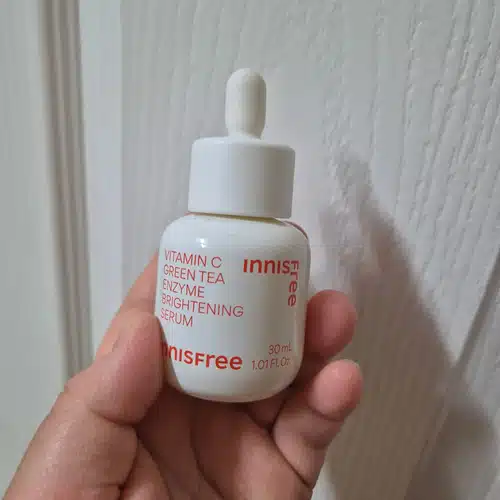 VITAMIN C
GREEN TEA
ENZYME
BRIGHTENING
SERUM
INNISFree
30 mL
1.01 Fl. Oz
INNISFree